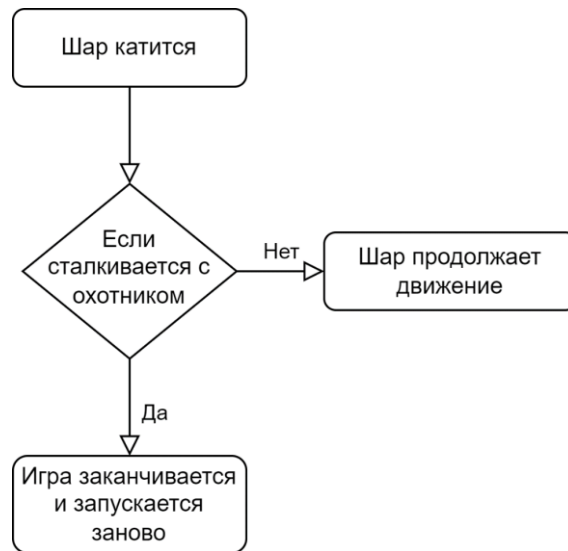 Шар катится
Если
сталкивается с
охотником
Нет
Шар продолжает
движение
Да
Игра заканчивается
и запускается
заново